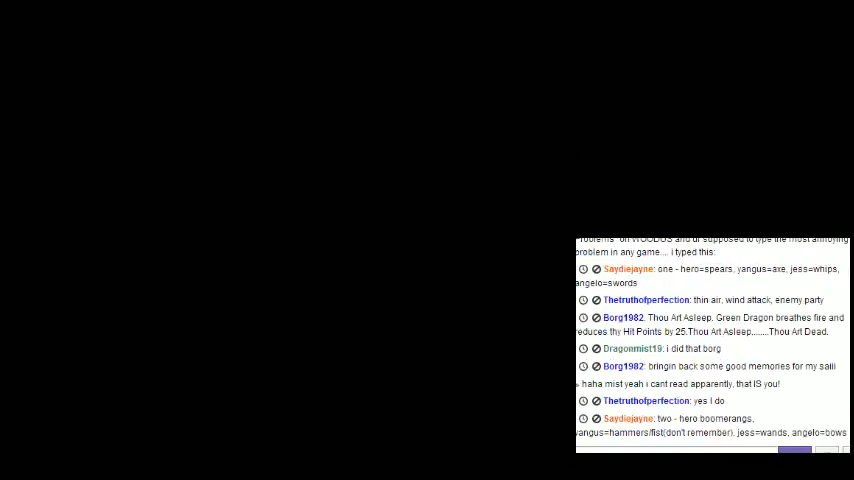 Problems" on WOODUS and ur supposed to type the most annoying
problem in any game.... i typed this:
Saydiejayne: one - hero=spears, yangus=axe, jess=whips,
angelo=swords
Thetruthofperfection: thin air, wind attack, enemy party
Borg1982: Thou Art Asleep. Green Dragon breathes fire and
reduces thy Hit Points by 25.Thou Art Asleep........Thou Art Dead.
Dragonmist19: i did that borg
Borg1982: bringin back some good memories for my saiii
haha mist yeah i cant read apparently, that IS you!
Thetruthofperfection: yes I do
Saydiejayne: two - hero boomerangs,
yangus=hammers/fist(don't remember), jess=wands, angelo=bows